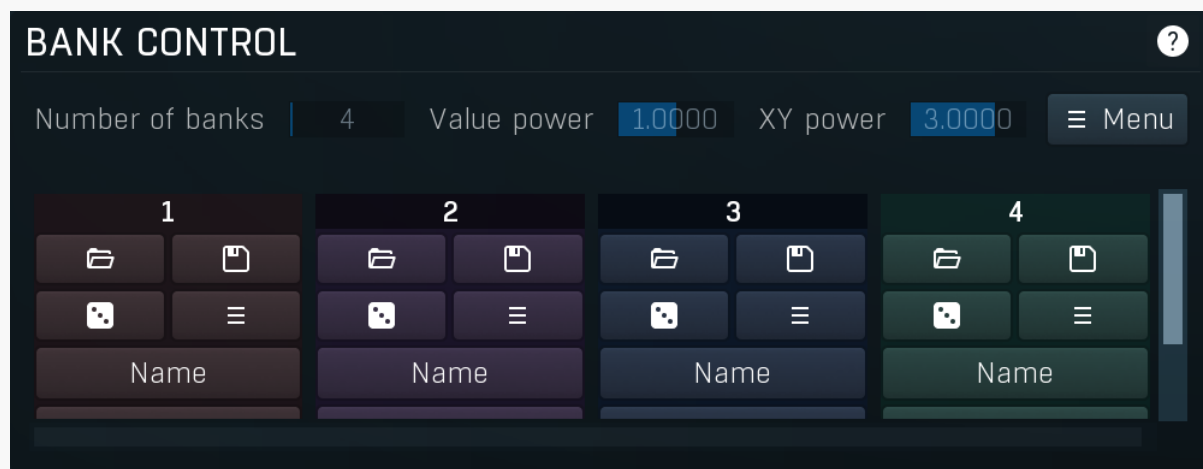 BANK CONTROL ?
Number of banks 4 Value power 1.0000 XY power 3.0000 Menu
1 2 3 4
Name Name Name Name